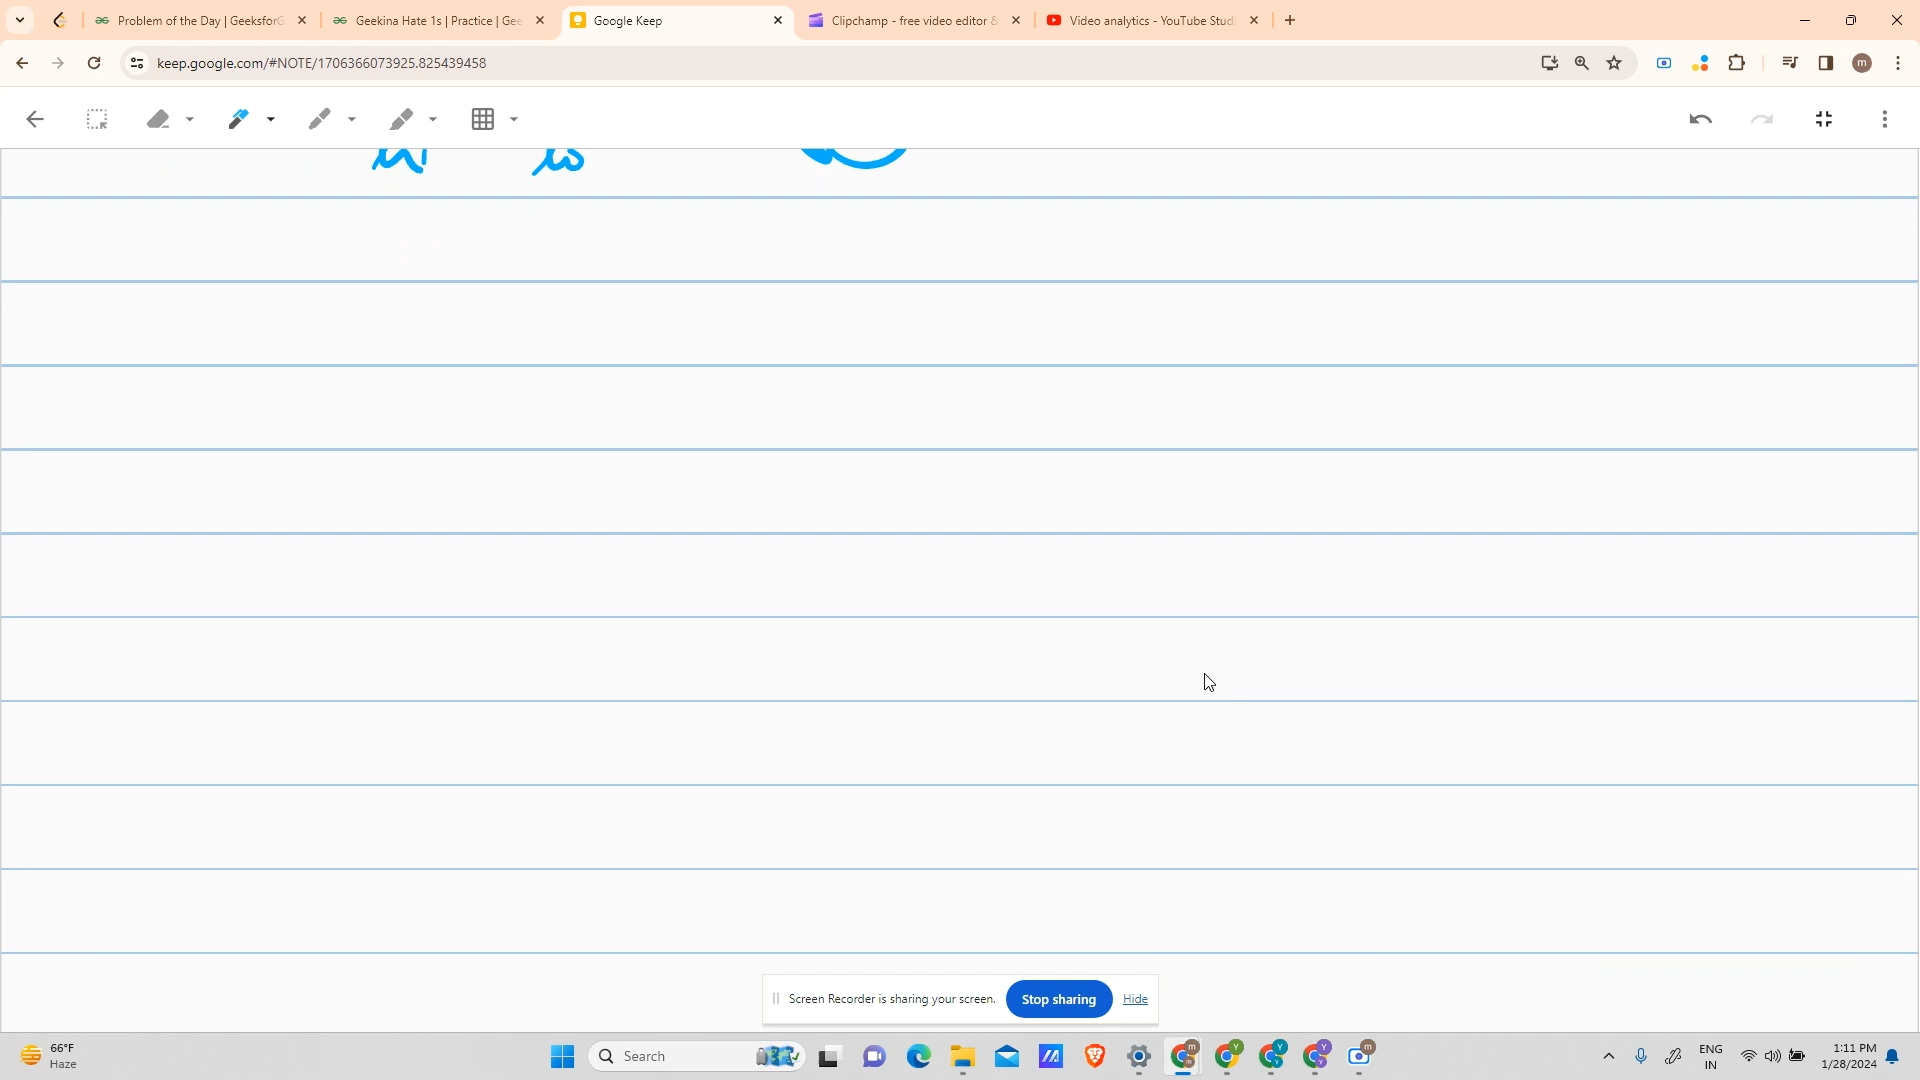 Problem of the Day | GeeksforG
Geekina Hate 1s | Practice | Gee
Google Keep
Clipchamp - free video editor &
Video analytics - YouTube Studi
keep.google.com/#NOTE/1706366073925.825439458
m
Screen Recorder is sharing your screen.
Stop sharing
Hide
66°F
Haze
Search
ENG
IN
1:11 PM
1/28/2024